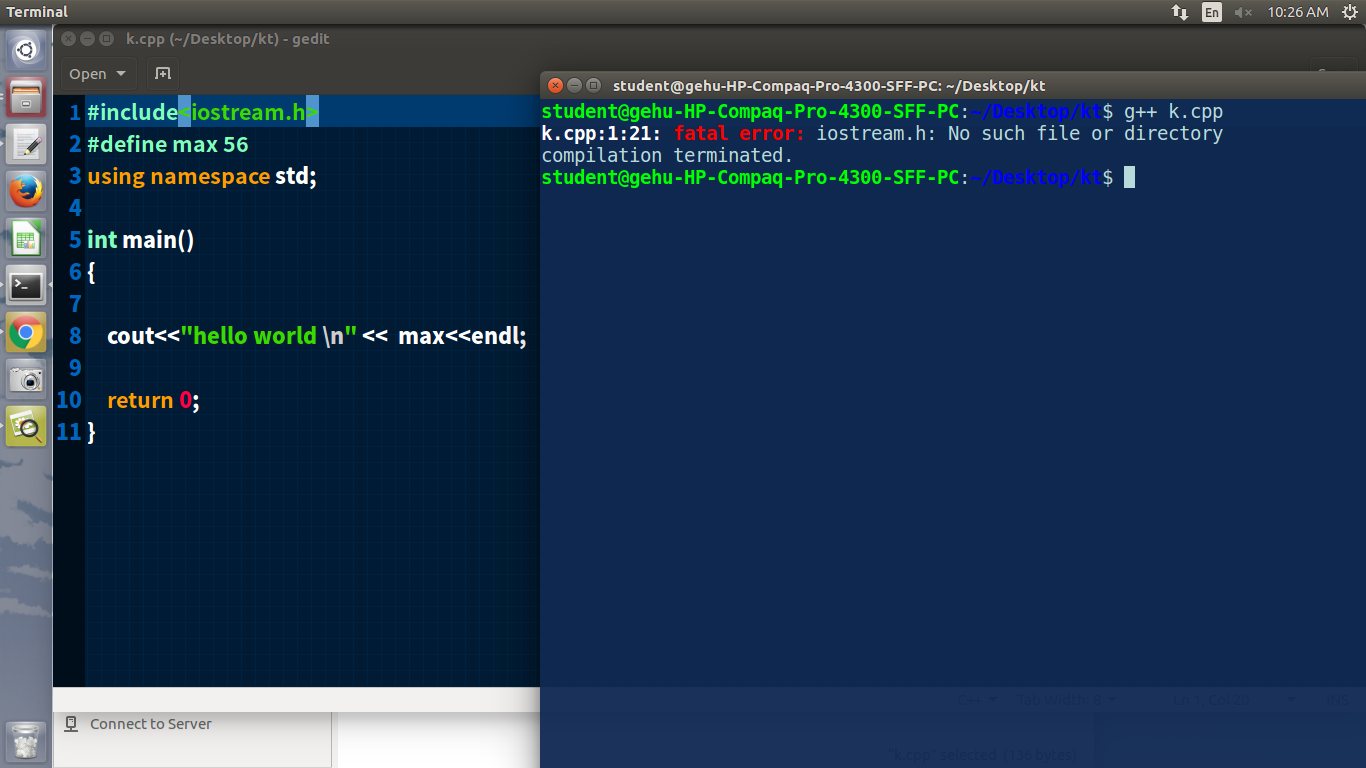 Terminal
En
10:26 AM
k.cpp (~/Desktop/kt) - gedit
Open
1 #include<iostream.h>
2 #define max 56
3 using namespace std;
4
5 int main()
6 {
7
8 cout<<"hello world \n" << max<<endl;
9
10 return 0;
11 }
student@gehu-HP-Compaq-Pro-4300-SFF-PC: ~/Desktop/kt
student@gehu-HP-Compaq-Pro-4300-SFF-PC:~/Desktop/kt$ g++ k.cpp
k.cpp:1:21: fatal error: iostream.h: No such file or directory
compilation terminated.
student@gehu-HP-Compaq-Pro-4300-SFF-PC:~/Desktop/kt$
C++ Tab Width: 8 Ln 1, Col 20 INS
Connect to Server
"k.cpp" selected (136 bytes)